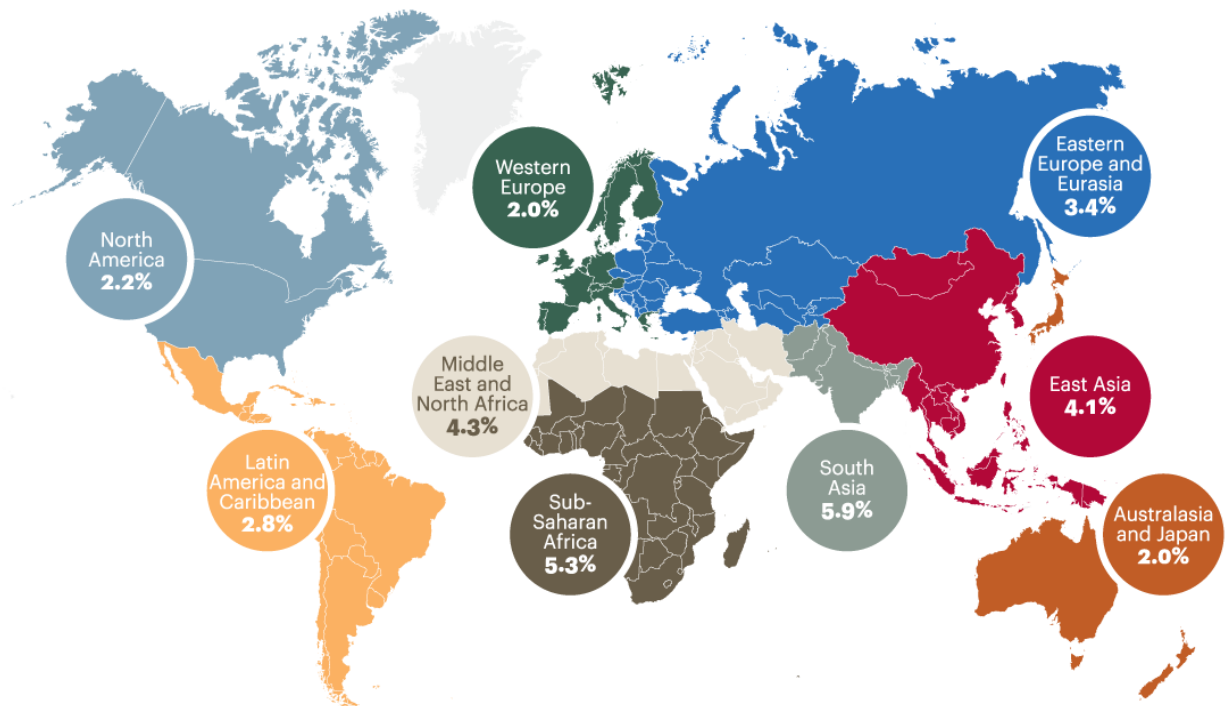 Western
Europe
2.0%
Eastern
Europe and
Eurasia
3.4%
North
America
2.2%
Middle
East and
North Africa
4.3%
East Asia
4.1%
Latin
America and
Caribbean
2.8%
Sub-
Saharan
Africa
5.3%
South
Asia
5.9%
Australasia
and Japan
2.0%